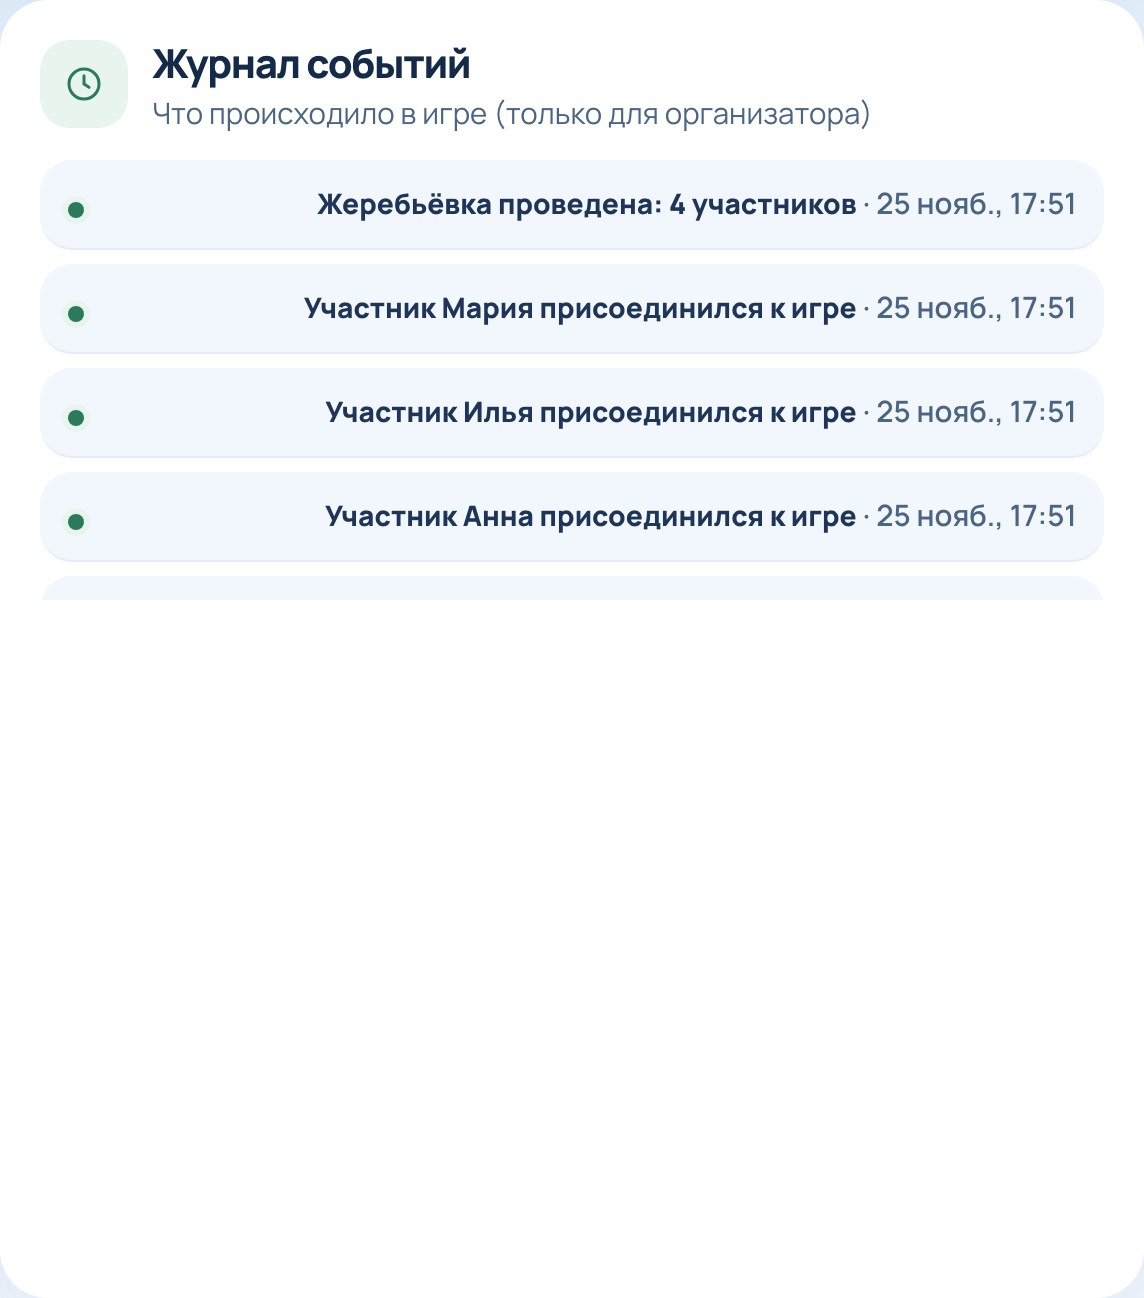 Журнал событий
Что происходило в игре (только для организатора)
Жеребьёвка проведена: 4 участников · 25 нояб., 17:51
Участник Мария присоединился к игре · 25 нояб., 17:51
Участник Илья присоединился к игре · 25 нояб., 17:51
Участник Анна присоединился к игре · 25 нояб., 17:51